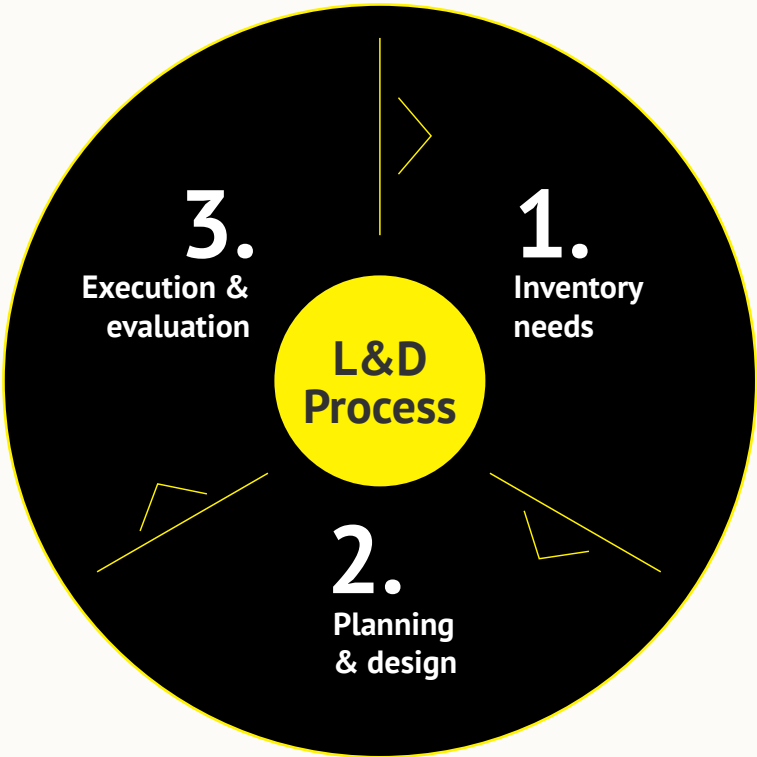 L&D
Process
1.
Inventory
needs
2.
Planning
& design
3.
Execution &
evaluation